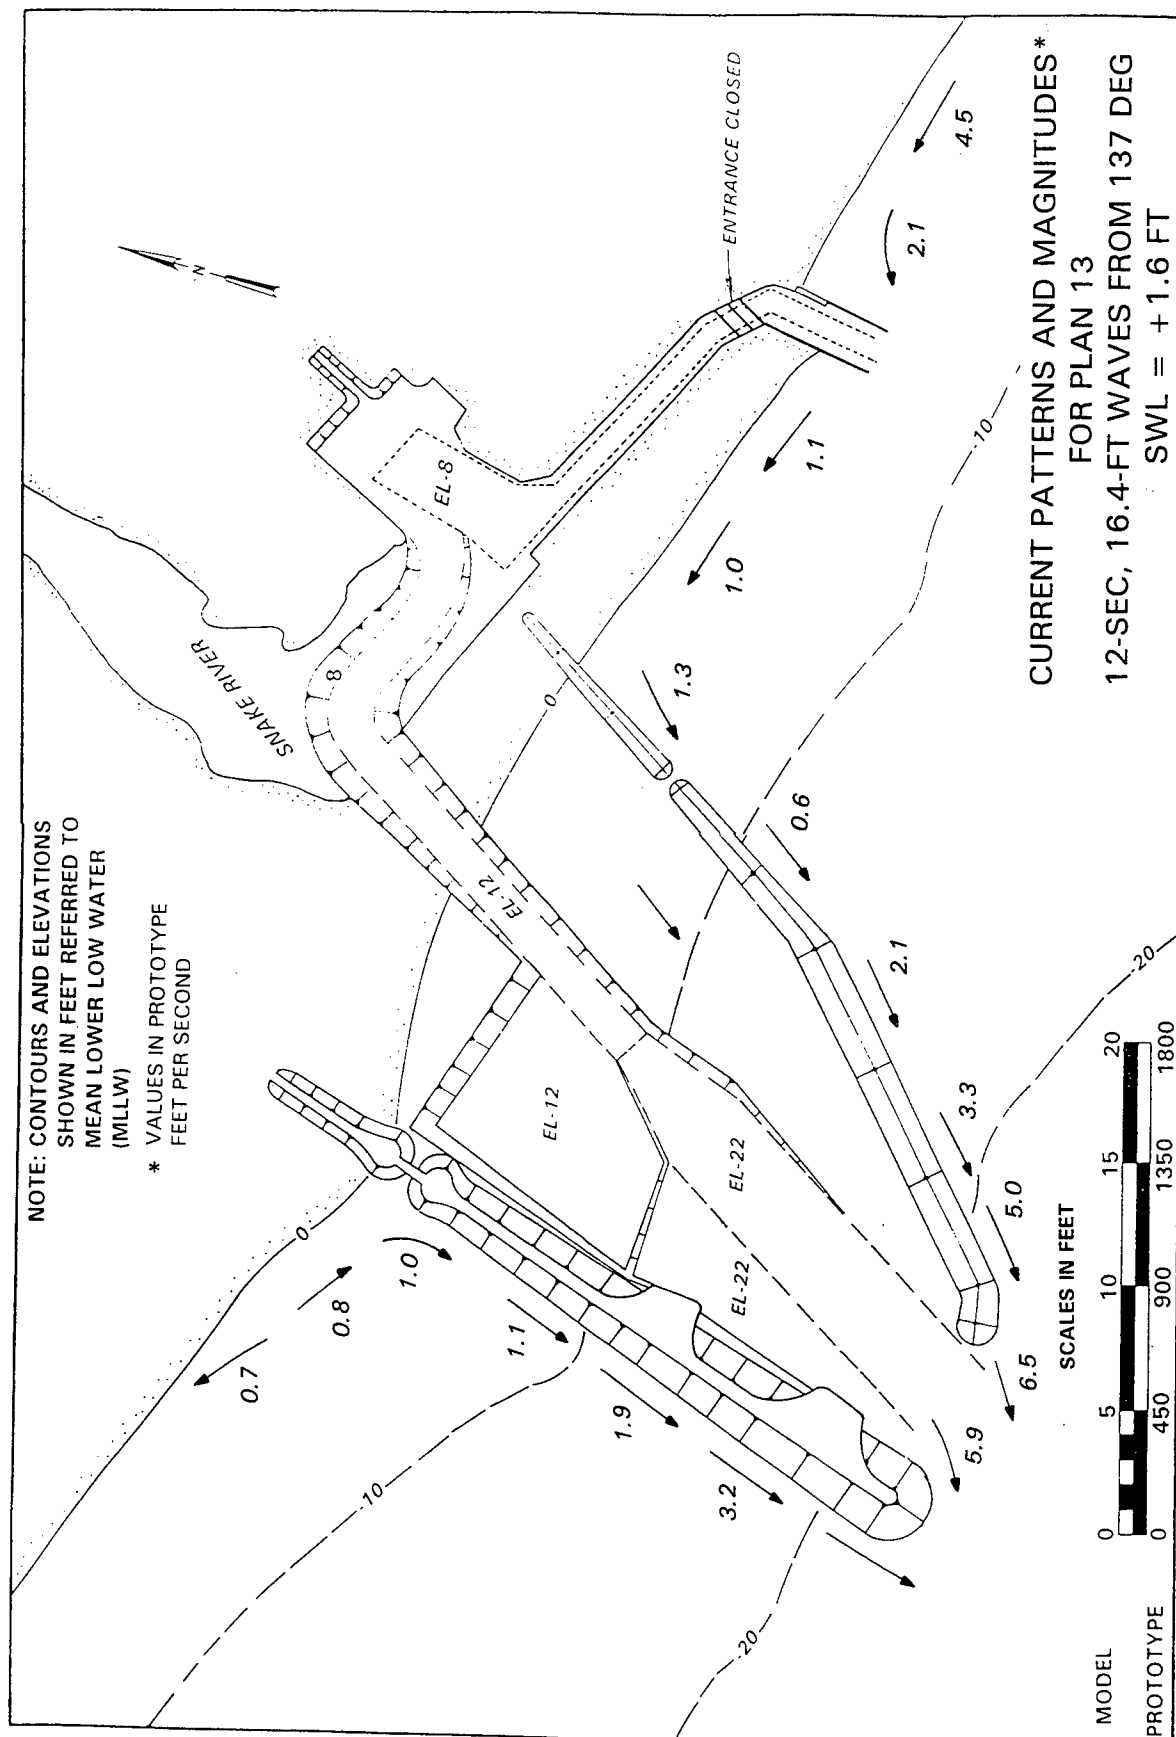 NOTE: CONTOURS AND ELEVATIONS
SHOWN IN FEET REFERRED TO
MEAN LOWER LOW WATER
(MLLW)
* VALUES IN PROTOTYPE
FEET PER SECOND
SNAKE RIVER
N
ENTRANCE CLOSED
EL-8
8
EL-12
EL-12
EL-22
EL-22
0
0
-10
-10
-20
-20
0.7
0.8
1.0
1.1
1.9
3.2
5.9
6.5
5.0
3.3
2.1
0.6
1.3
1.0
1.1
2.1
4.5
SCALES IN FEET
MODEL 0 5 10 15 20
PROTOTYPE 0 450 900 1350 1800
CURRENT PATTERNS AND MAGNITUDES*
FOR PLAN 13
12-SEC, 16.4-FT WAVES FROM 137 DEG
SWL = +1.6 FT